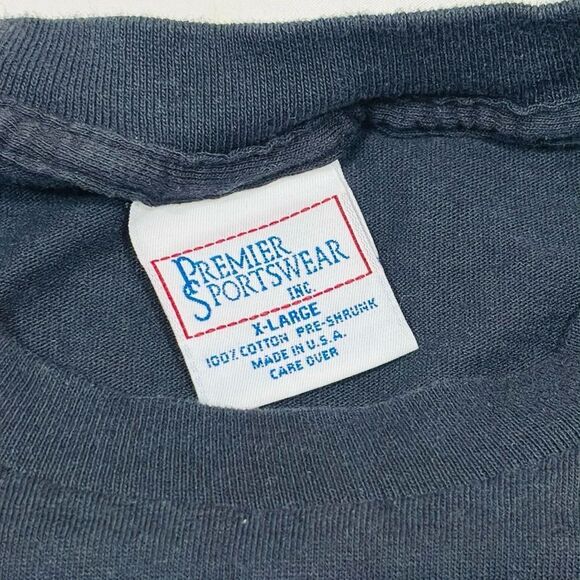 PREMIER
SPORTSWEAR
INC.
X-LARGE
100% COTTON PRE-SHRUNK
MADE IN U.S.A.
CARE OVER